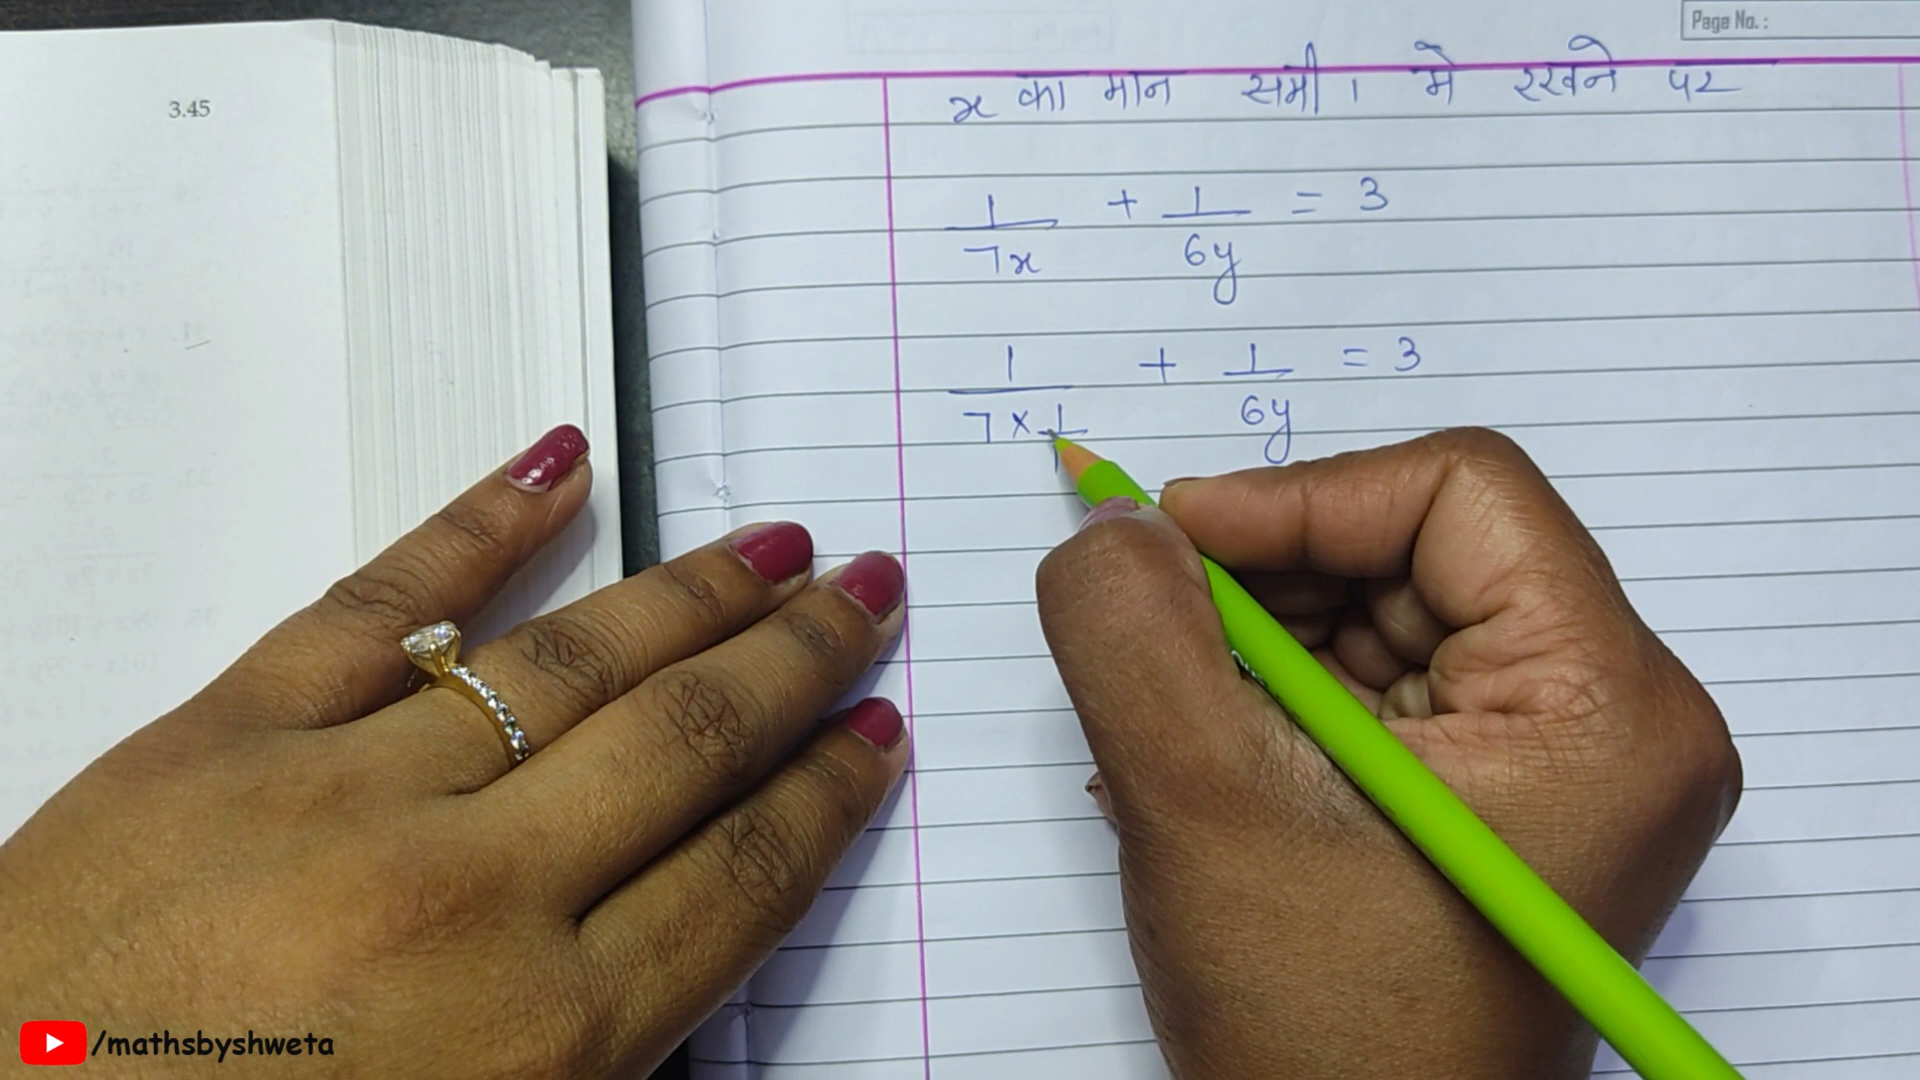 3.45
Page No. :
x का मान समी। मे रखने पर
1/7x + 1/6y = 3
1/7 × 1/1 + 1/6y = 3
/mathsbyshweta